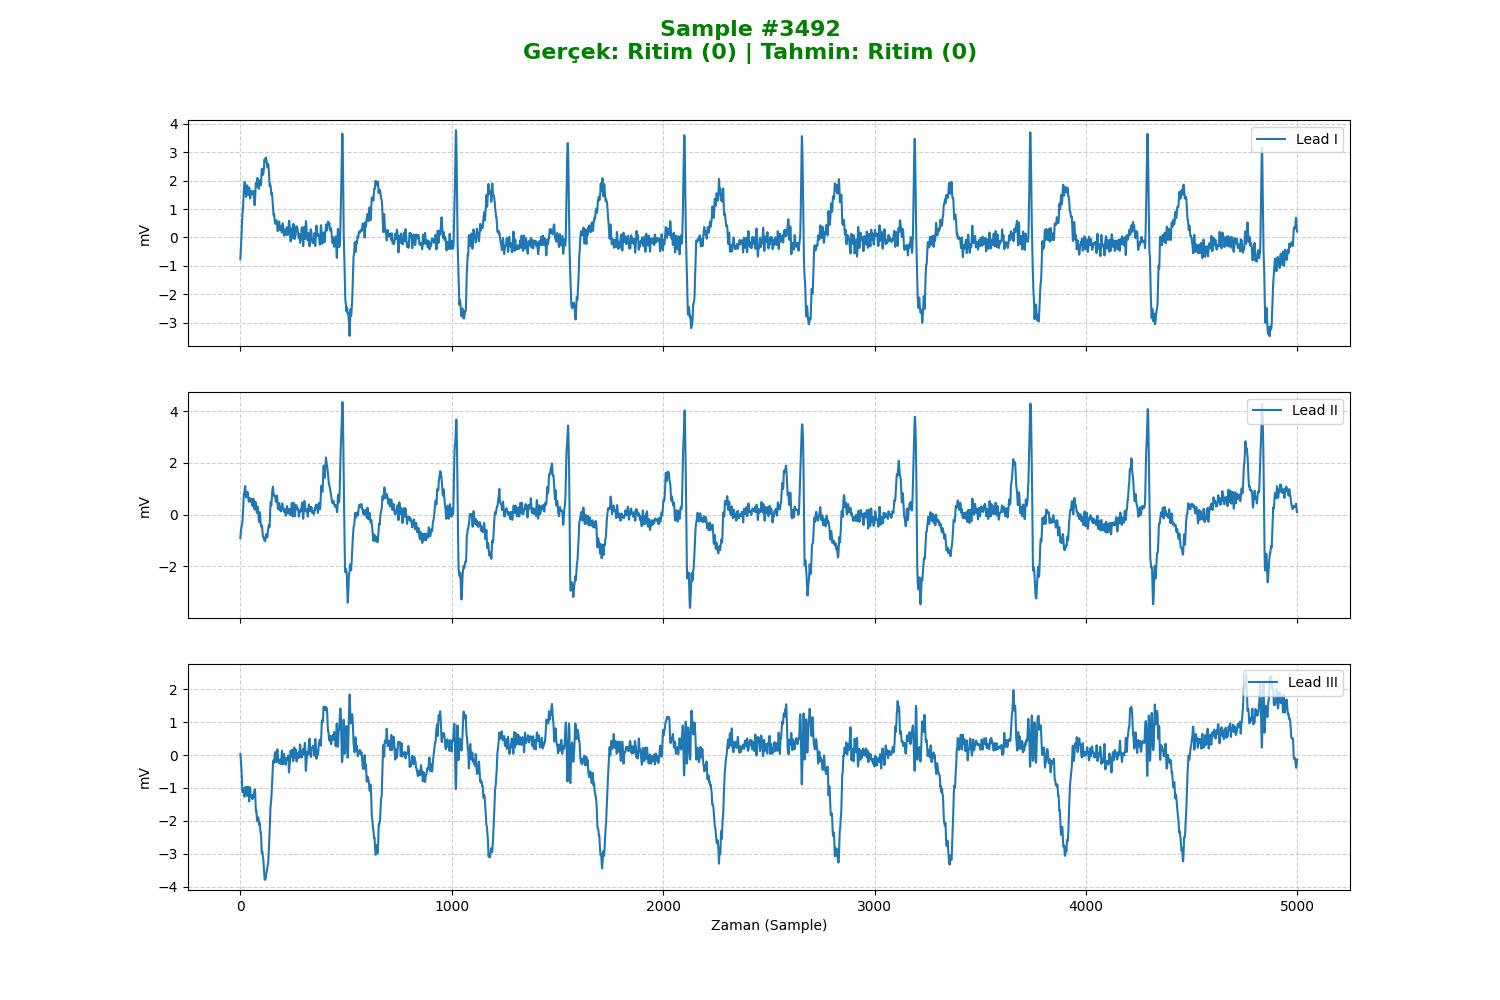 Sample #3492
Gerçek: Ritim (0) | Tahmin: Ritim (0)
4
3
2
1
0
−1
−2
−3
mV
Lead I
4
2
0
−2
mV
Lead II
2
1
0
−1
−2
−3
−4
mV
Lead III
0 1000 2000 3000 4000 5000
Zaman (Sample)